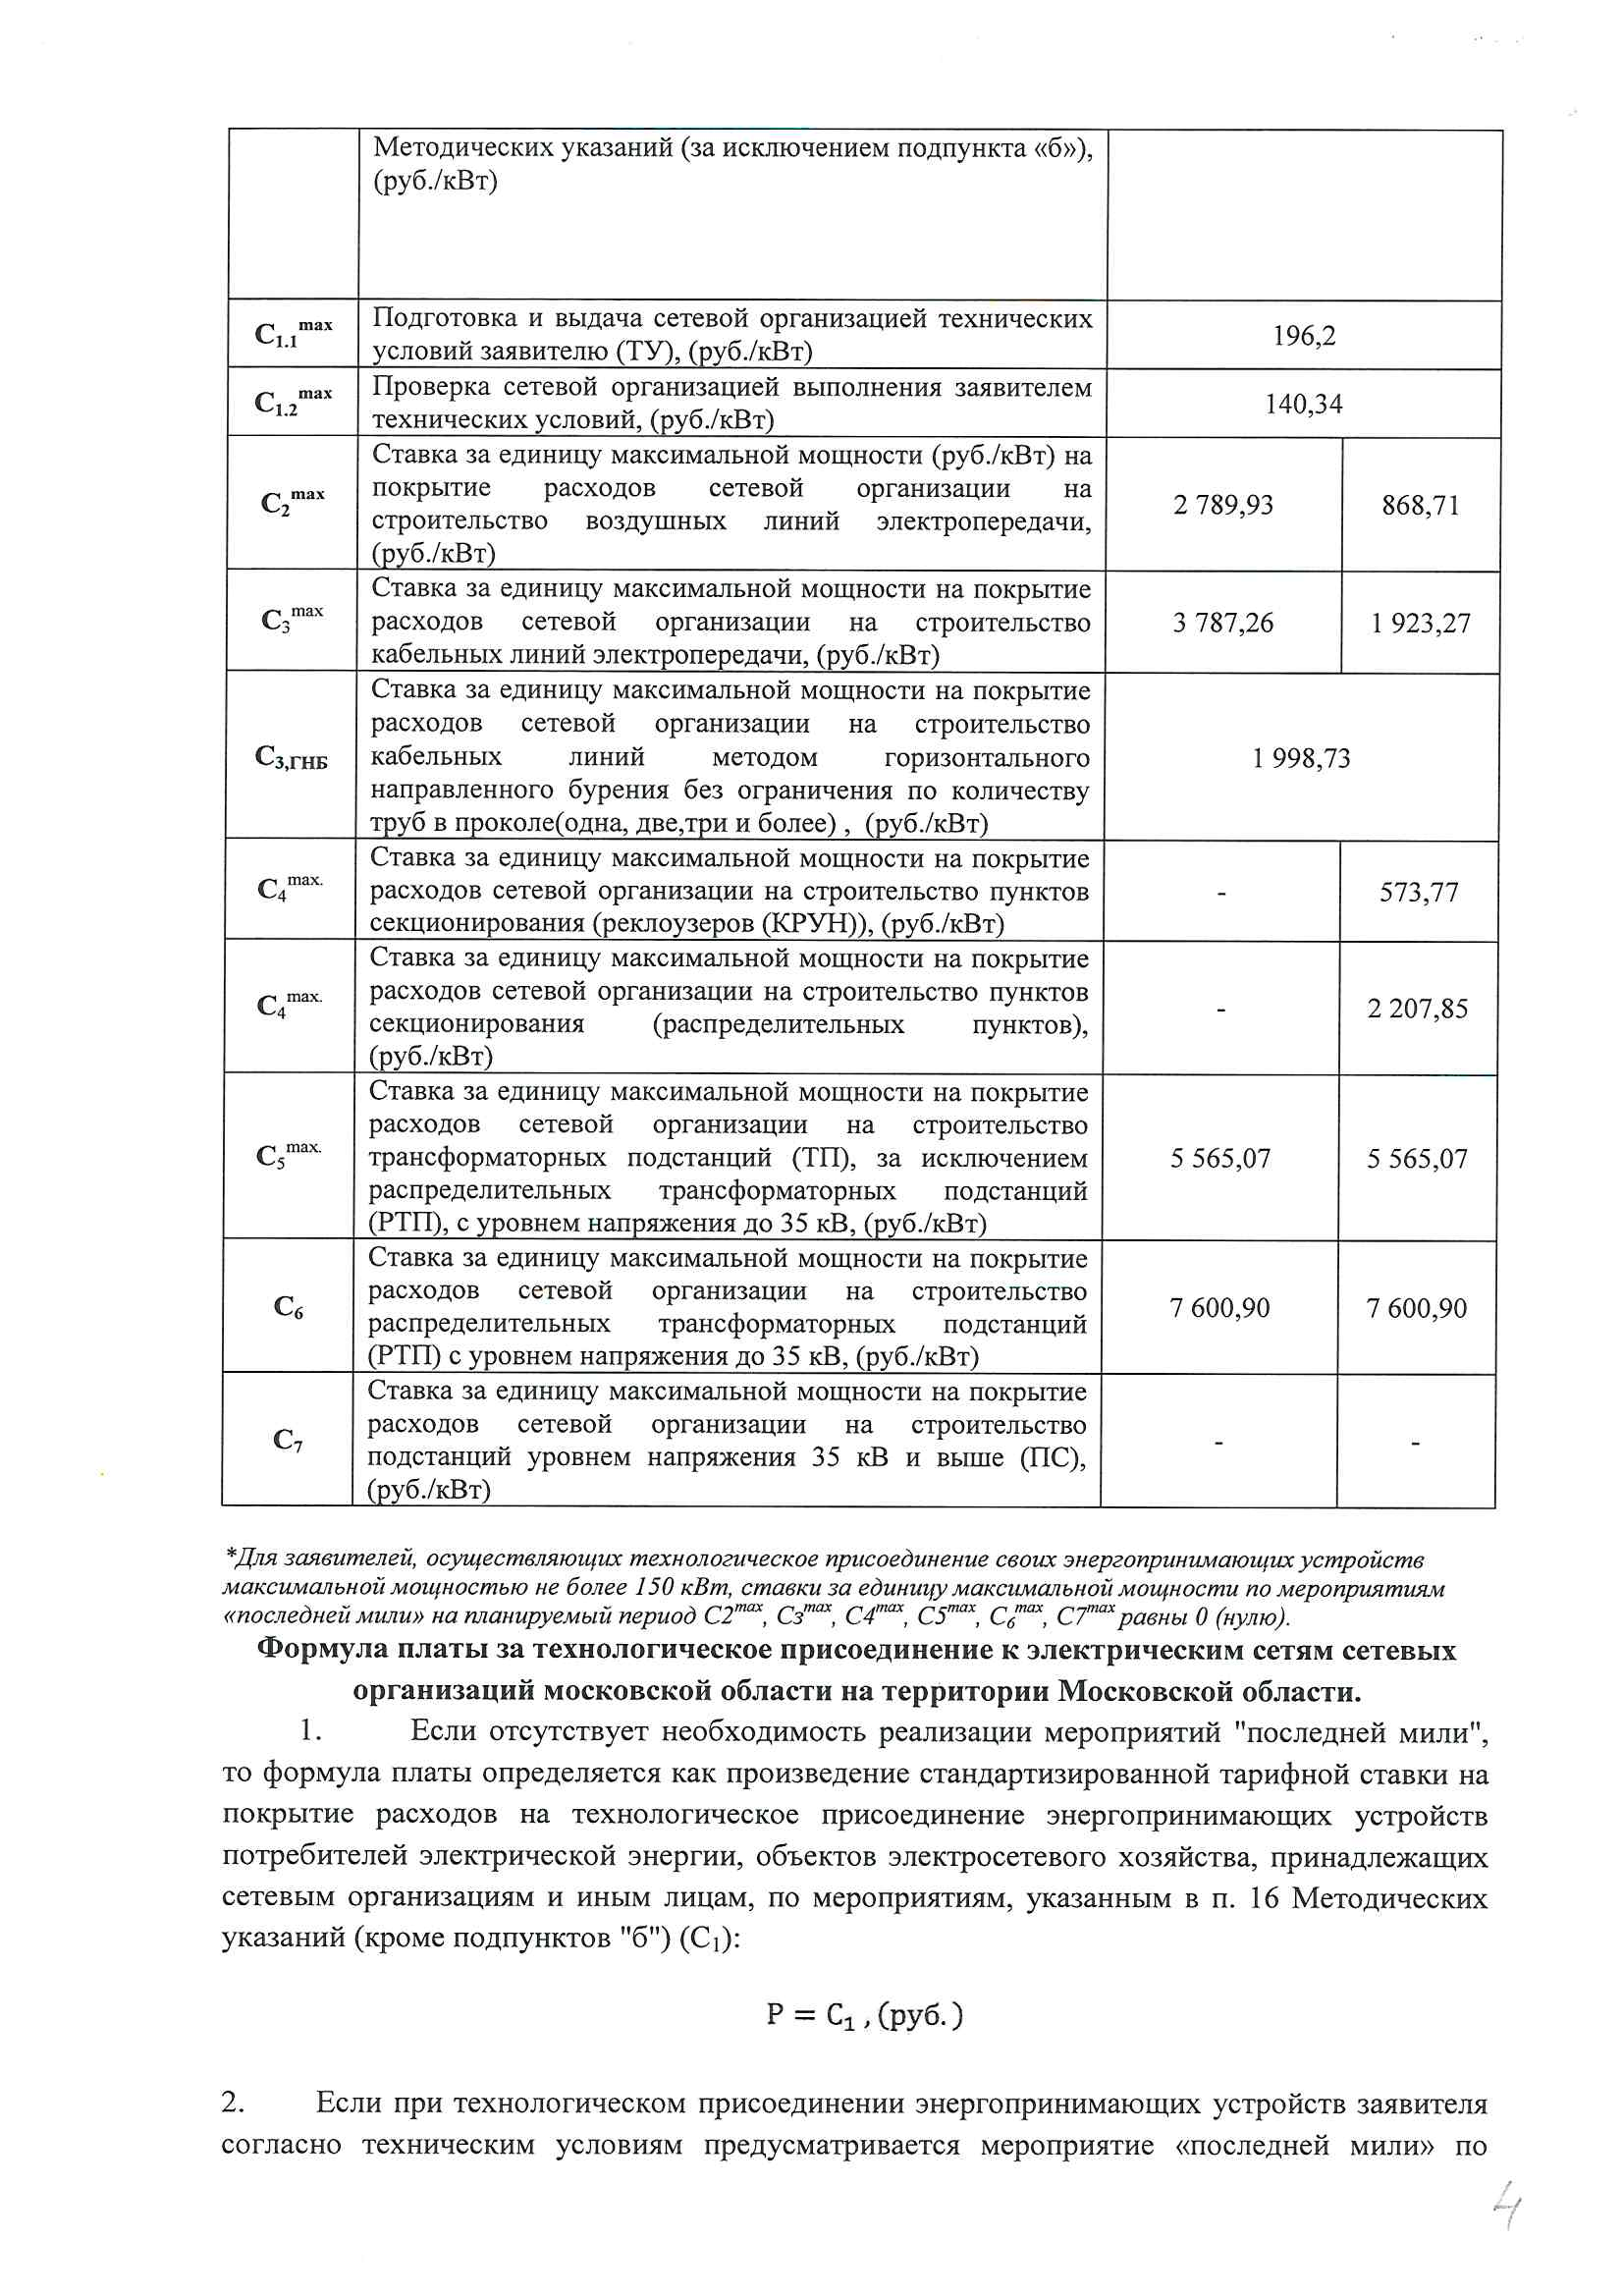 Методических указаний (за исключением подпункта «б»),
(руб./кВт)
C1.1max
Подготовка и выдача сетевой организацией технических
условий заявителю (ТУ), (руб./кВт)
196,2
C1.2max
Проверка сетевой организацией выполнения заявителем
технических условий, (руб./кВт)
140,34
C2max
Ставка за единицу максимальной мощности (руб./кВт) на
покрытие расходов сетевой организации на
строительство воздушных линий электропередачи,
(руб./кВт)
2 789,93
868,71
C3max
Ставка за единицу максимальной мощности на покрытие
расходов сетевой организации на строительство
кабельных линий электропередачи, (руб./кВт)
3 787,26
1 923,27
C3,ГНБ
Ставка за единицу максимальной мощности на покрытие
расходов сетевой организации на строительство
кабельных линий методом горизонтального
направленного бурения без ограничения по количеству
труб в проколе(одна, две,три и более) , (руб./кВт)
1 998,73
C4max.
Ставка за единицу максимальной мощности на покрытие
расходов сетевой организации на строительство пунктов
секционирования (реклоузеров (КРУН)), (руб./кВт)
-
573,77
C4max.
Ставка за единицу максимальной мощности на покрытие
расходов сетевой организации на строительство пунктов
секционирования (распределительных пунктов),
(руб./кВт)
-
2 207,85
C5max.
Ставка за единицу максимальной мощности на покрытие
расходов сетевой организации на строительство
трансформаторных подстанций (ТП), за исключением
распределительных трансформаторных подстанций
(РТП), с уровнем напряжения до 35 кВ, (руб./кВт)
5 565,07
5 565,07
C6
Ставка за единицу максимальной мощности на покрытие
расходов сетевой организации на строительство
распределительных трансформаторных подстанций
(РТП) с уровнем напряжения до 35 кВ, (руб./кВт)
7 600,90
7 600,90
C7
Ставка за единицу максимальной мощности на покрытие
расходов сетевой организации на строительство
подстанций уровнем напряжения 35 кВ и выше (ПС),
(руб./кВт)
-
-
*Для заявителей, осуществляющих технологическое присоединение своих энергопринимающих устройств
максимальной мощностью не более 150 кВт, ставки за единицу максимальной мощности по мероприятиям
«последней мили» на планируемый период C2max, C3max, C4max, C5max, C6max, C7max равны 0 (нулю).
Формула платы за технологическое присоединение к электрическим сетям сетевых
организаций московской области на территории Московской области.
1. Если отсутствует необходимость реализации мероприятий "последней мили",
то формула платы определяется как произведение стандартизированной тарифной ставки на
покрытие расходов на технологическое присоединение энергопринимающих устройств
потребителей электрической энергии, объектов электросетевого хозяйства, принадлежащих
сетевым организациям и иным лицам, по мероприятиям, указанным в п. 16 Методических
указаний (кроме подпунктов "б") (C1):
P = C1 , (руб.)
2. Если при технологическом присоединении энергопринимающих устройств заявителя
согласно техническим условиям предусматривается мероприятие «последней мили» по
4